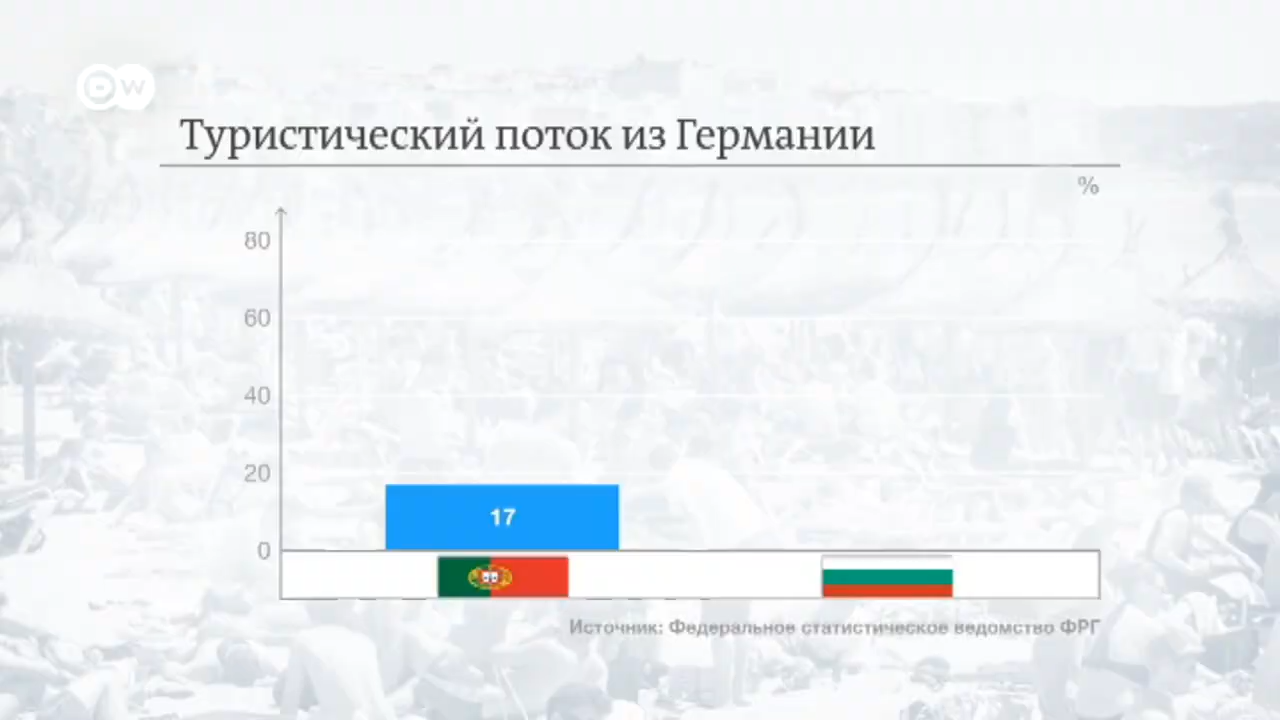 DW
Туристический поток из Германии
%
80
60
40
20
17
0
Источник: Федеральное статистическое ведомство ФРГ